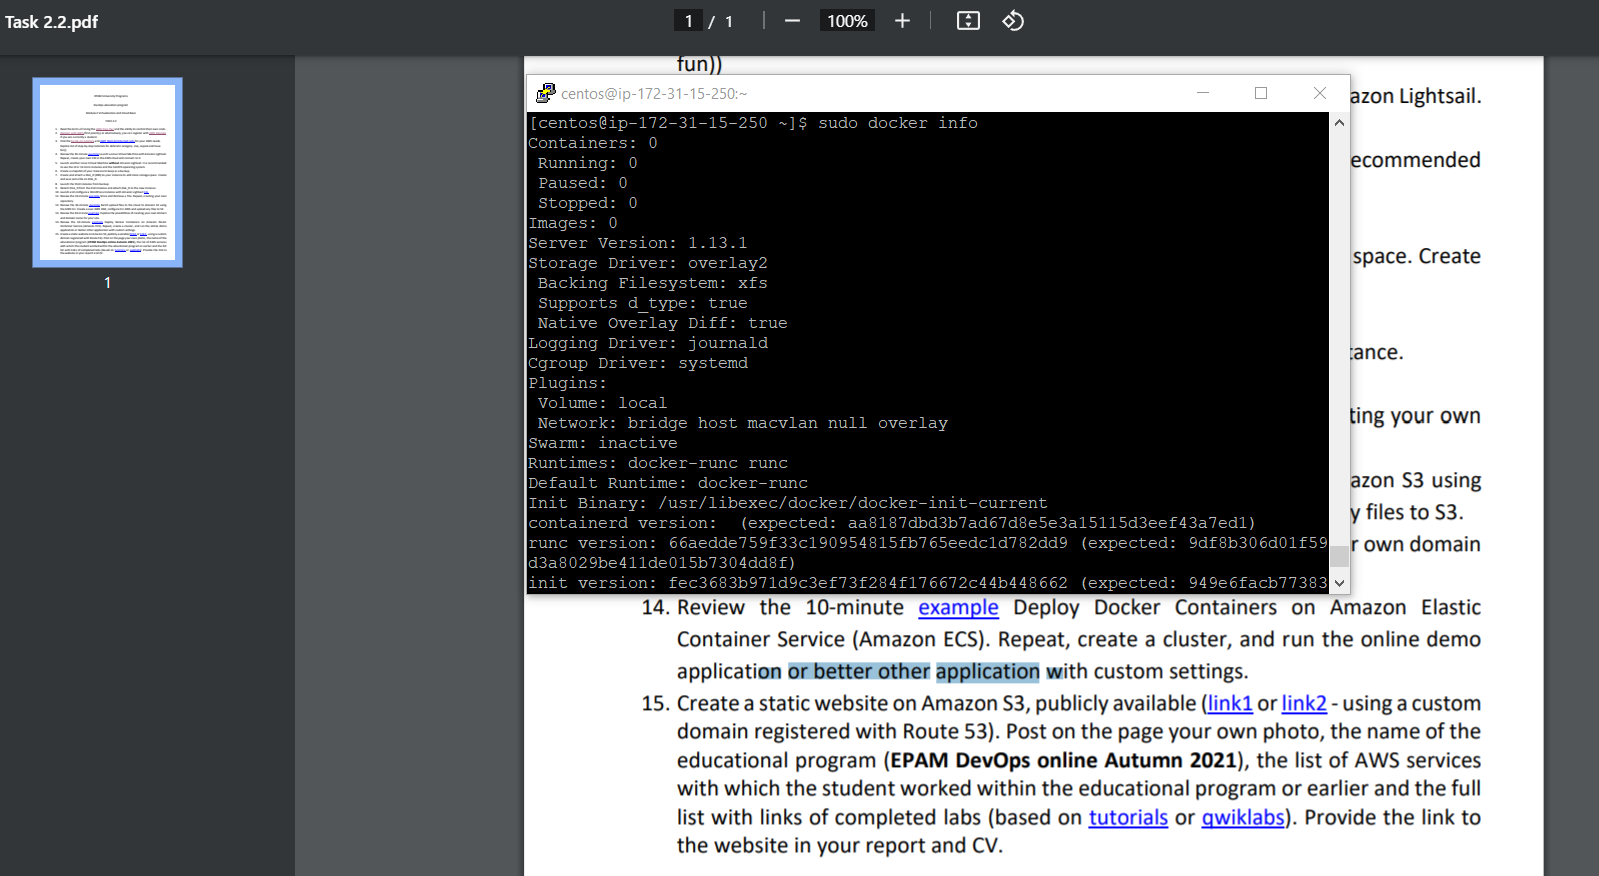 Task 2.2.pdf
1 / 1
100%
1
fun))
centos@ip-172-31-15-250:~
[centos@ip-172-31-15-250 ~]$ sudo docker info
Containers: 0
Running: 0
Paused: 0
Stopped: 0
Images: 0
Server Version: 1.13.1
Storage Driver: overlay2
Backing Filesystem: xfs
Supports d_type: true
Native Overlay Diff: true
Logging Driver: journald
Cgroup Driver: systemd
Plugins:
Volume: local
Network: bridge host macvlan null overlay
Swarm: inactive
Runtimes: docker-runc runc
Default Runtime: docker-runc
Init Binary: /usr/libexec/docker/docker-init-current
containerd version:  (expected: aa8187dbd3b7ad67d8e5e3a15115d3eef43a7ed1)
runc version: 66aedde759f33c190954815fb765eedc1d782dd9 (expected: 9df8b306d01f59
d3a8029be411de015b7304dd8f)
init version: fec3683b971d9c3ef73f284f176672c44b448662 (expected: 949e6facb77383
azon Lightsail.
ecommended
space. Create
tance.
ting your own
azon S3 using
y files to S3.
r own domain
14. Review the 10-minute example Deploy Docker Containers on Amazon Elastic
Container Service (Amazon ECS). Repeat, create a cluster, and run the online demo
application or better other application with custom settings.
15. Create a static website on Amazon S3, publicly available (link1 or link2 - using a custom
domain registered with Route 53). Post on the page your own photo, the name of the
educational program (EPAM DevOps online Autumn 2021), the list of AWS services
with which the student worked within the educational program or earlier and the full
list with links of completed labs (based on tutorials or qwiklabs). Provide the link to
the website in your report and CV.